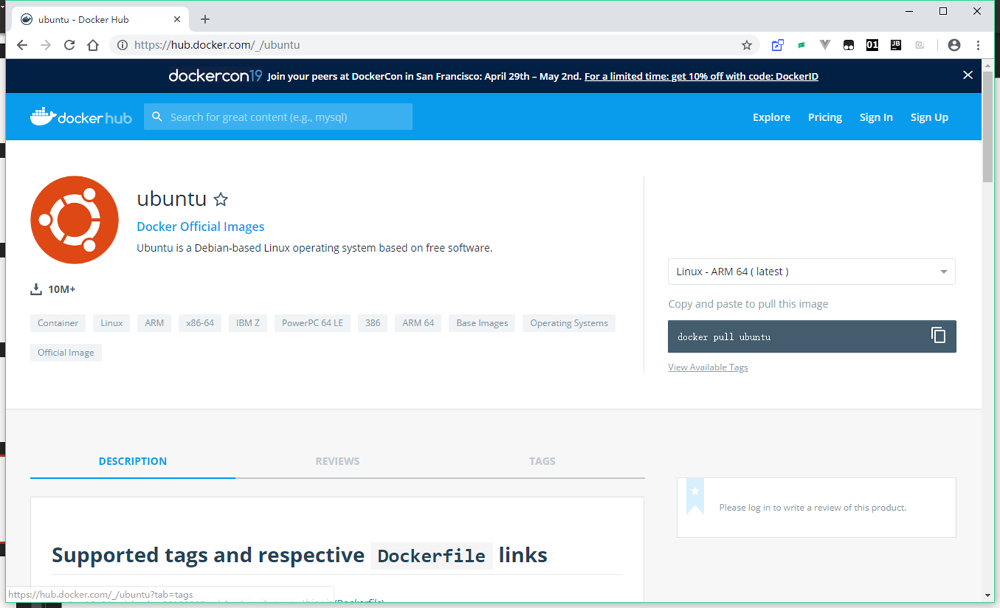 ubuntu - Docker Hub
https://hub.docker.com/_/ubuntu
01
JB
dockercon19 Join your peers at DockerCon in San Francisco: April 29th – May 2nd. For a limited time: get 10% off with code: DockerID
docker hub
Search for great content (e.g., mysql)
Explore Pricing Sign In Sign Up
ubuntu
Docker Official Images
Ubuntu is a Debian-based Linux operating system based on free software.
10M+
Container Linux ARM x86-64 IBM Z PowerPC 64 LE 386 ARM 64 Base Images Operating Systems
Official Image
Linux - ARM 64 ( latest )
Copy and paste to pull this image
docker pull ubuntu
View Available Tags
DESCRIPTION REVIEWS TAGS
Please log in to write a review of this product.
Supported tags and respective Dockerfile links
https://hub.docker.com/_/ubuntu?tab=tags